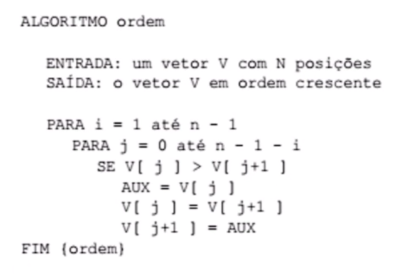 ALGORITMO ordem
ENTRADA: um vetor V com N posições
SAÍDA: o vetor V em ordem crescente
PARA i = 1 até n - 1
PARA j = 0 até n - 1 - i
SE V[ j ] > V[ j+1 ]
AUX = V[ j ]
V[ j ] = V[ j+1 ]
V[ j+1 ] = AUX
FIM {ordem}